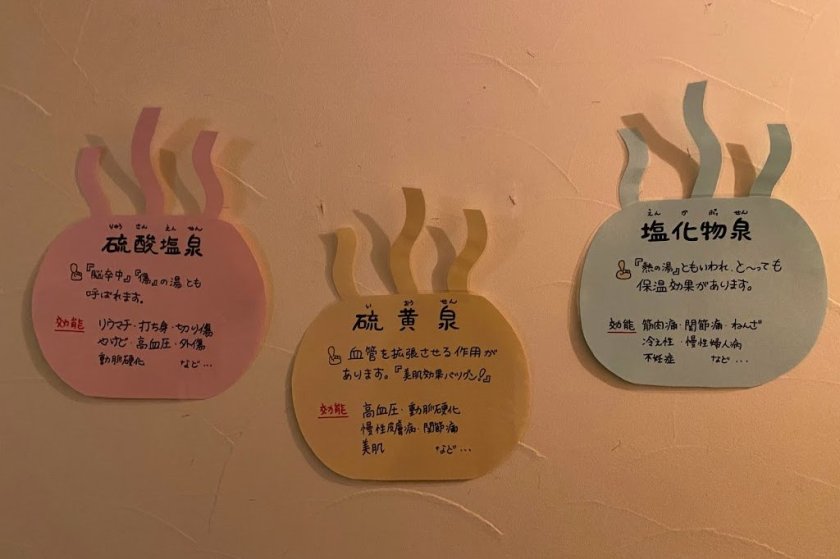 りゅう さん えん せん
硫酸塩泉
『脳卒中』『傷』の湯とも
呼ばれます。
効能 リウマチ・打ち身・切り傷
やけど・高血圧・外傷
動脈硬化 など…
い おう せん
硫黄泉
血管を拡張させる作用が
あります。『美肌効果バツグン!』
効能 高血圧・動脈硬化
慢性皮膚病・関節痛
美肌 など…
えん か ぶつ せん
塩化物泉
『熱の湯』ともいわれ、と〜っても
保温効果があります。
効能 筋肉痛・関節痛・ねんざ
冷え性・慢性婦人病
不妊症 など…